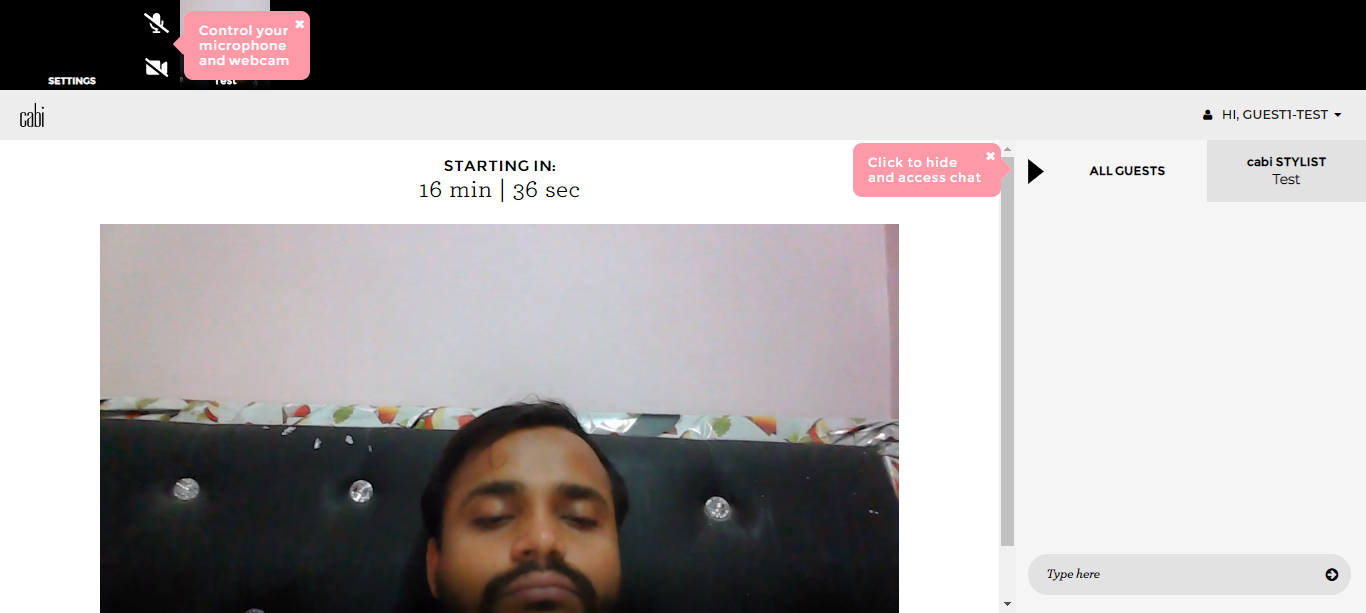 Control your
microphone
and webcam
SETTINGS
Test
cabi
HI, GUEST1-TEST
STARTING IN:
16 min | 36 sec
Click to hide
and access chat
ALL GUESTS
cabi STYLIST
Test
Type here